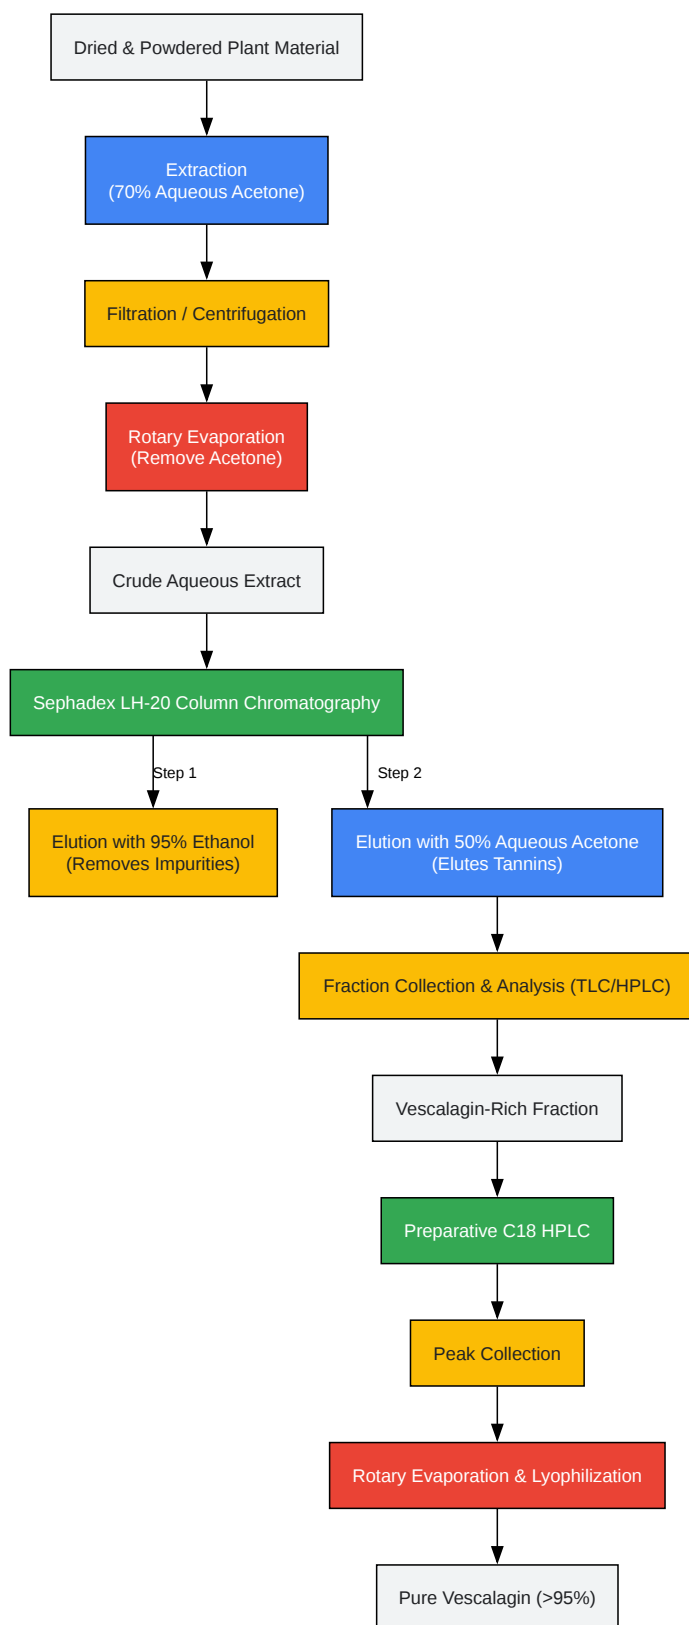 Dried & Powdered Plant Material
Extraction
(70% Aqueous Acetone)
Filtration / Centrifugation
Rotary Evaporation
(Remove Acetone)
Crude Aqueous Extract
Sephadex LH-20 Column Chromatography
Step 1
Step 2
Elution with 95% Ethanol
(Removes Impurities)
Elution with 50% Aqueous Acetone
(Elutes Tannins)
Fraction Collection & Analysis (TLC/HPLC)
Vescalagin-Rich Fraction
Preparative C18 HPLC
Peak Collection
Rotary Evaporation & Lyophilization
Pure Vescalagin (>95%)